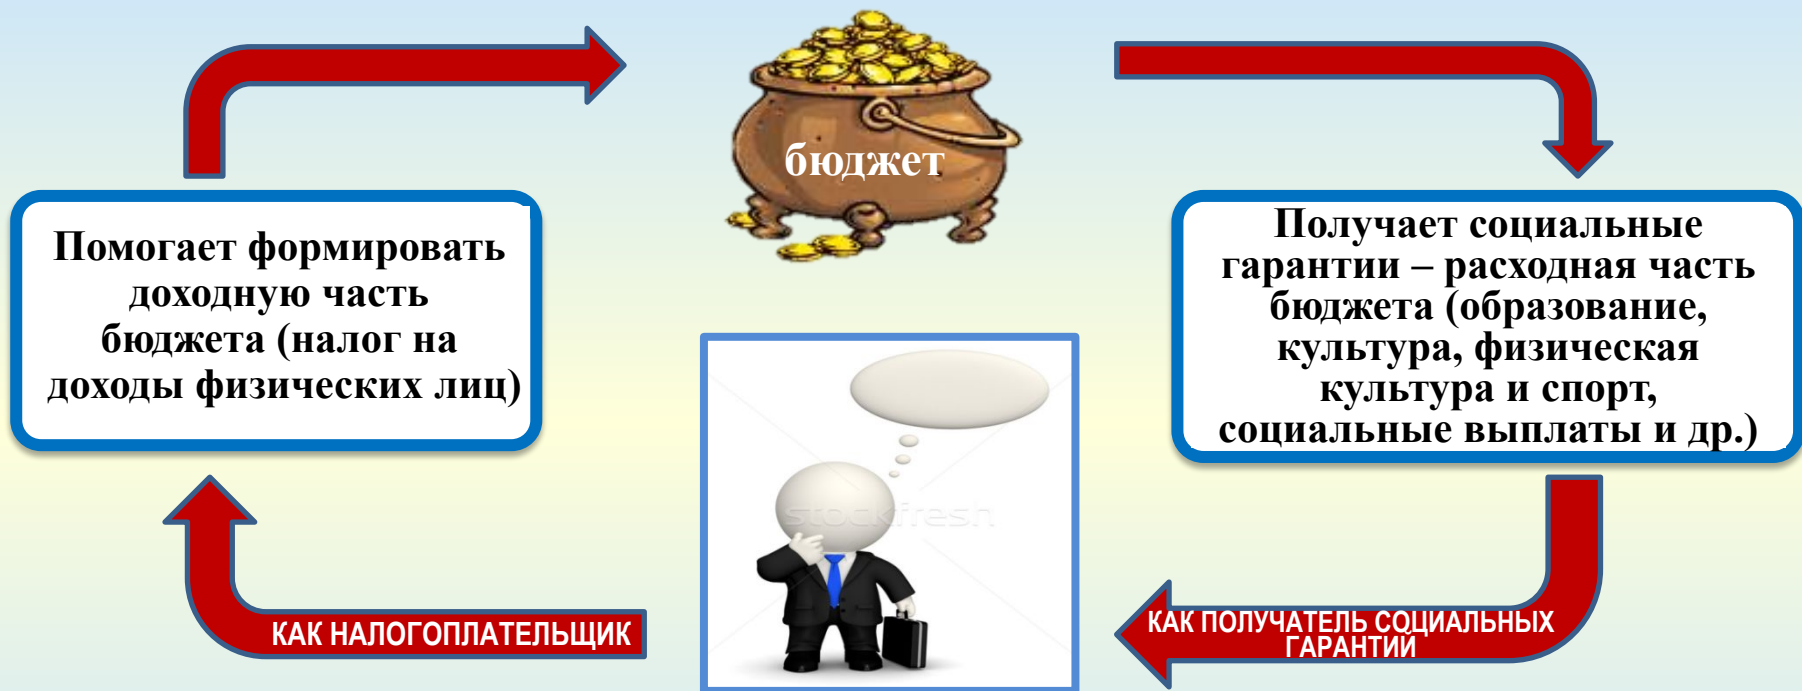 бюджет
Помогает формировать
доходную часть
бюджета (налог на
доходы физических лиц)
Получает социальные
гарантии – расходная часть
бюджета (образование,
культура, физическая
культура и спорт,
социальные выплаты и др.)
stockfresh
КАК НАЛОГОПЛАТЕЛЬЩИК
КАК ПОЛУЧАТЕЛЬ СОЦИАЛЬНЫХ
ГАРАНТИЙ